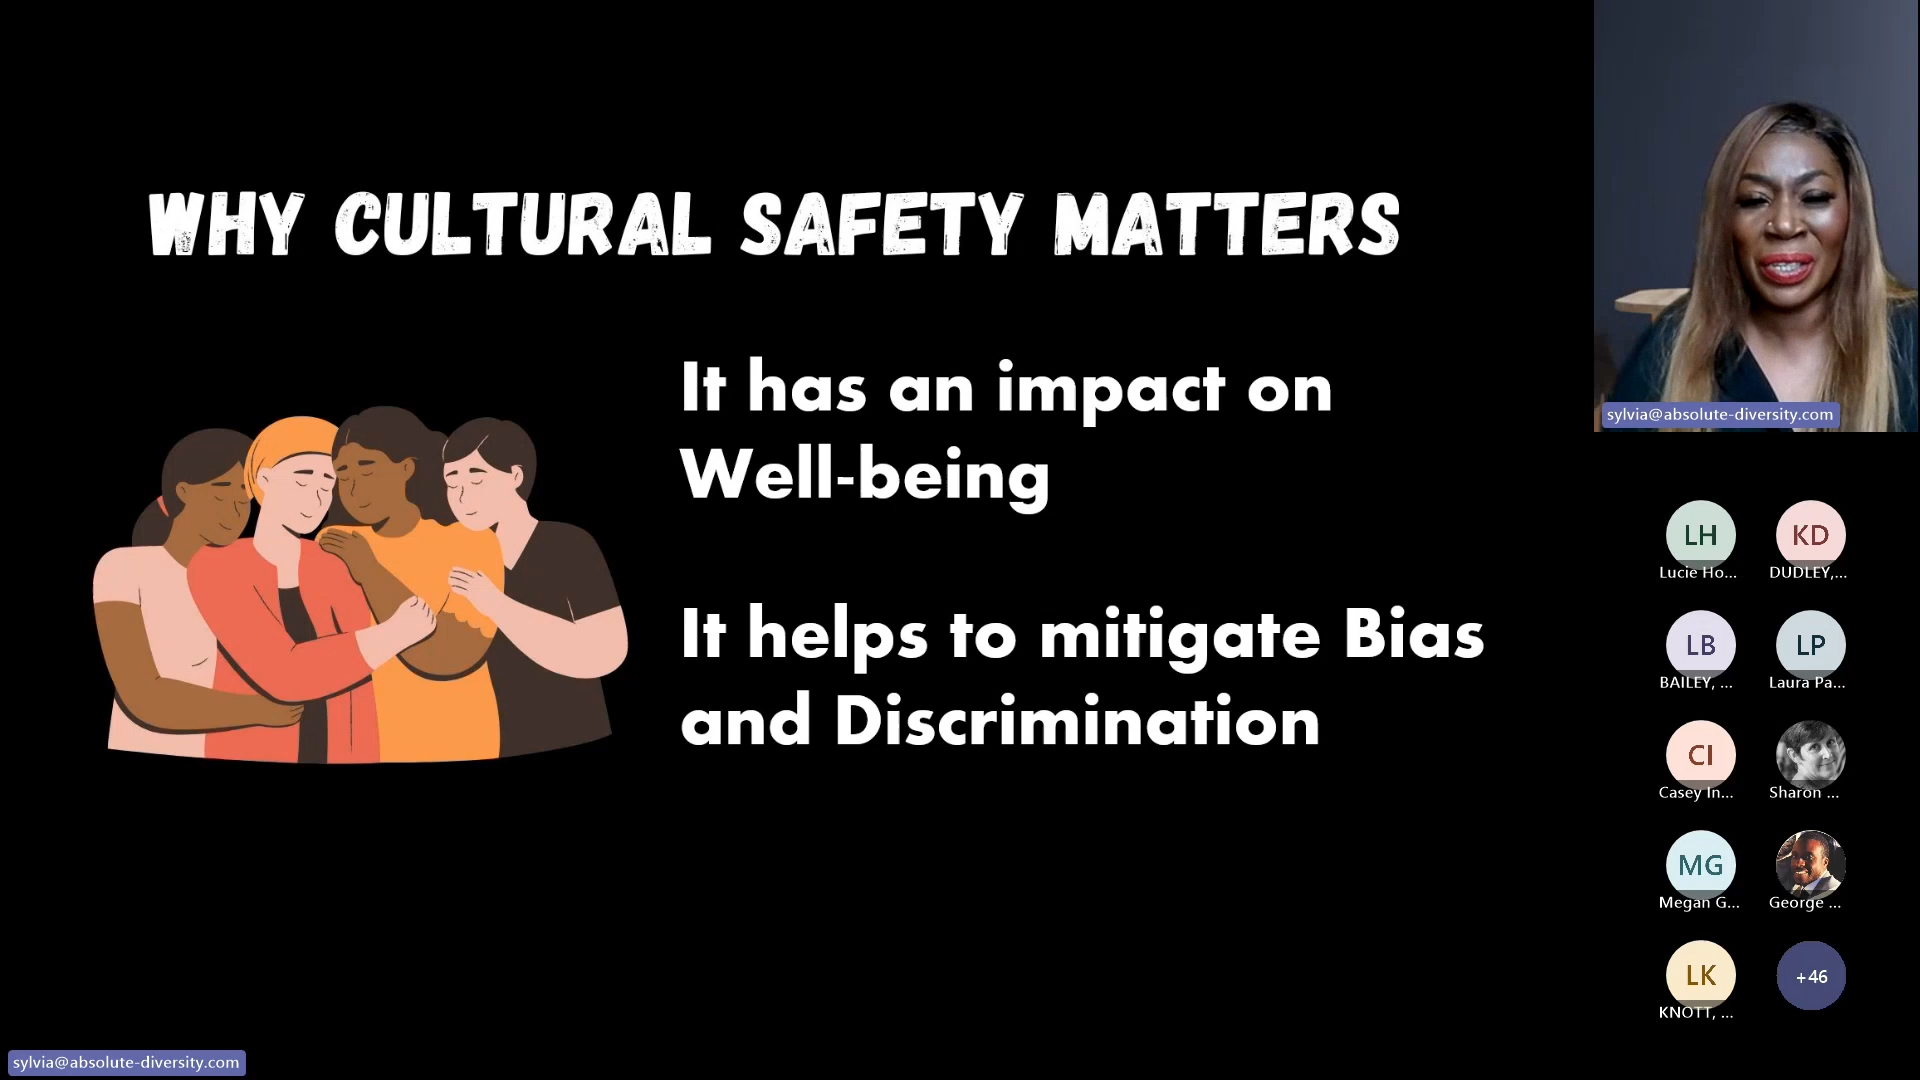 WHY CULTURAL SAFETY MATTERS
It has an impact on
Well-being
It helps to mitigate Bias
and Discrimination
sylvia@absolute-diversity.com
LH
KD
Lucie Ho...
DUDLEY,...
LB
LP
BAILEY, ...
Laura Pa...
CI
Casey In...
Sharon ...
MG
Megan G...
George ...
LK
+46
KNOTT, ...
sylvia@absolute-diversity.com